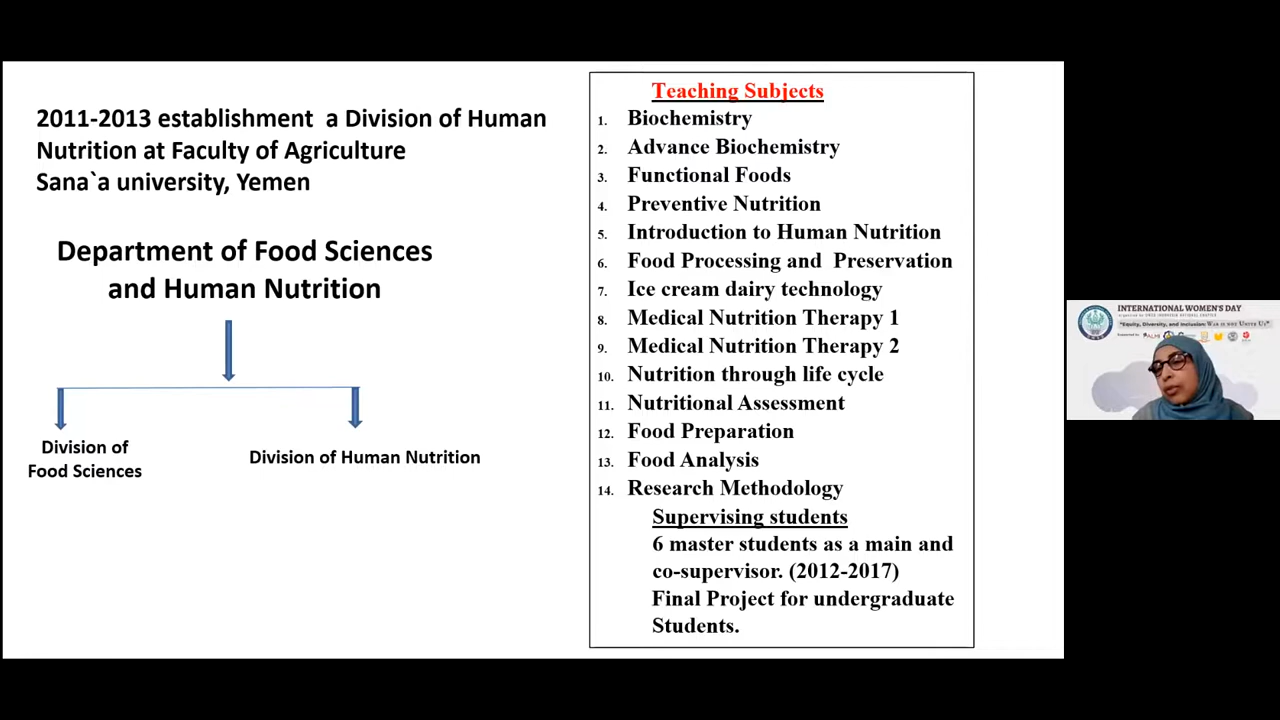 2011-2013 establishment a Division of Human
Nutrition at Faculty of Agriculture
Sana`a university, Yemen
Department of Food Sciences
and Human Nutrition
Division of
Food Sciences
Division of Human Nutrition
Teaching Subjects
1. Biochemistry
2. Advance Biochemistry
3. Functional Foods
4. Preventive Nutrition
5. Introduction to Human Nutrition
6. Food Processing and Preservation
7. Ice cream dairy technology
8. Medical Nutrition Therapy 1
9. Medical Nutrition Therapy 2
10. Nutrition through life cycle
11. Nutritional Assessment
12. Food Preparation
13. Food Analysis
14. Research Methodology
Supervising students
6 master students as a main and
co-supervisor. (2012-2017)
Final Project for undergraduate
Students.
INTERNATIONAL WOMEN'S DAY
"Equity, Diversity, and Inclusion: